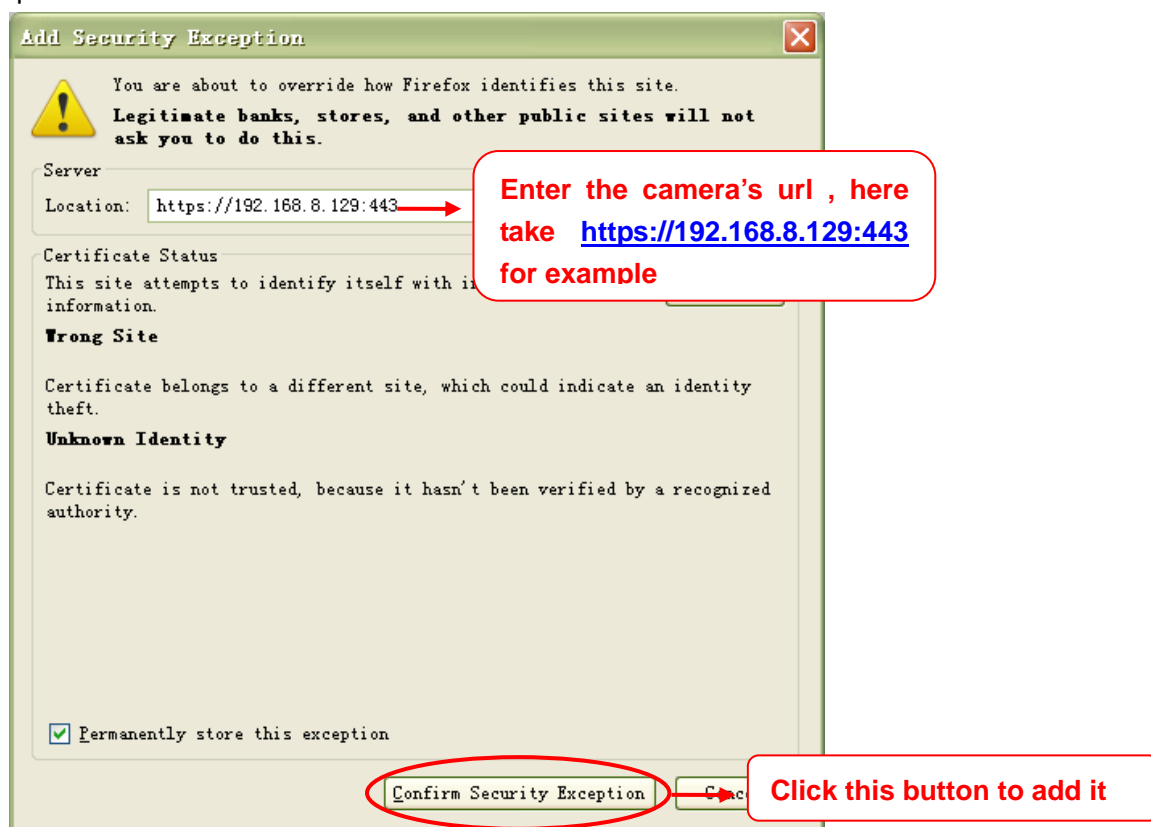 Add Security Exception
You are about to override how Firefox identifies this site.
Legitimate banks, stores, and other public sites will not
ask you to do this.
Server
Location: https://192.168.8.129:443
Enter the camera's url , here
take https://192.168.8.129:443
for example
Certificate Status
This site attempts to identify itself with
information.
Wrong Site
Certificate belongs to a different site, which could indicate an identity
theft.
Unknown Identity
Certificate is not trusted, because it hasn't been verified by a recognized
authority.
Permanently store this exception
Confirm Security Exception
Click this button to add it